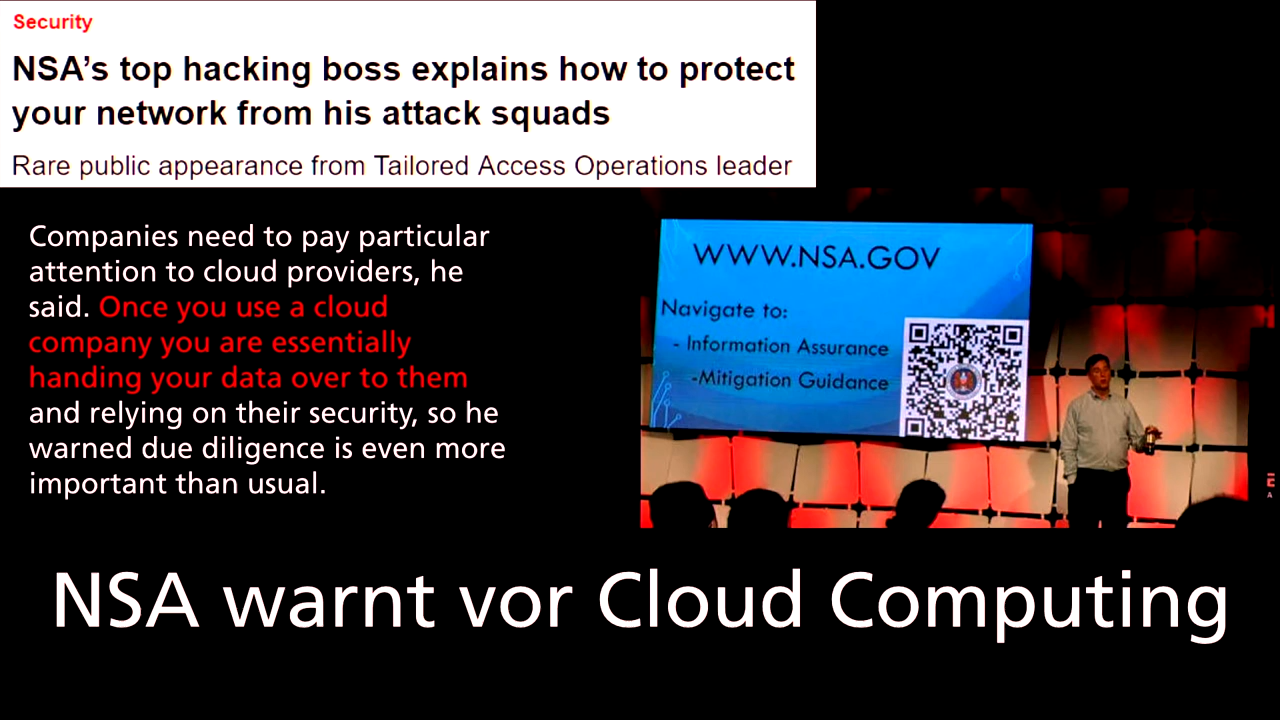 Security
NSA’s top hacking boss explains how to protect
your network from his attack squads
Rare public appearance from Tailored Access Operations leader
Companies need to pay particular
attention to cloud providers, he
said. Once you use a cloud
company you are essentially
handing your data over to them
and relying on their security, so he
warned due diligence is even more
important than usual.
WWW.NSA.GOV
Navigate to:
- Information Assurance
-Mitigation Guidance
E
A
NSA warnt vor Cloud Computing